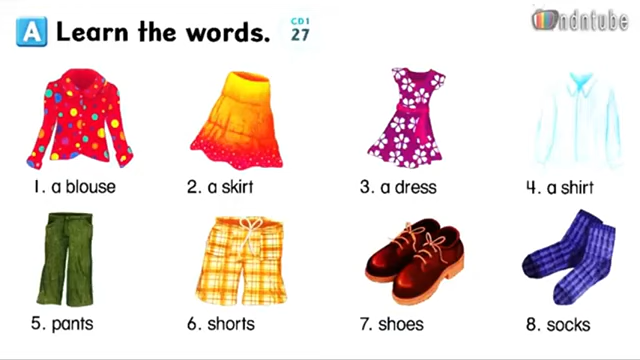 A Learn the words.
CD1
27
ndntube
1. a blouse
2. a skirt
3. a dress
4. a shirt
5. pants
6. shorts
7. shoes
8. socks